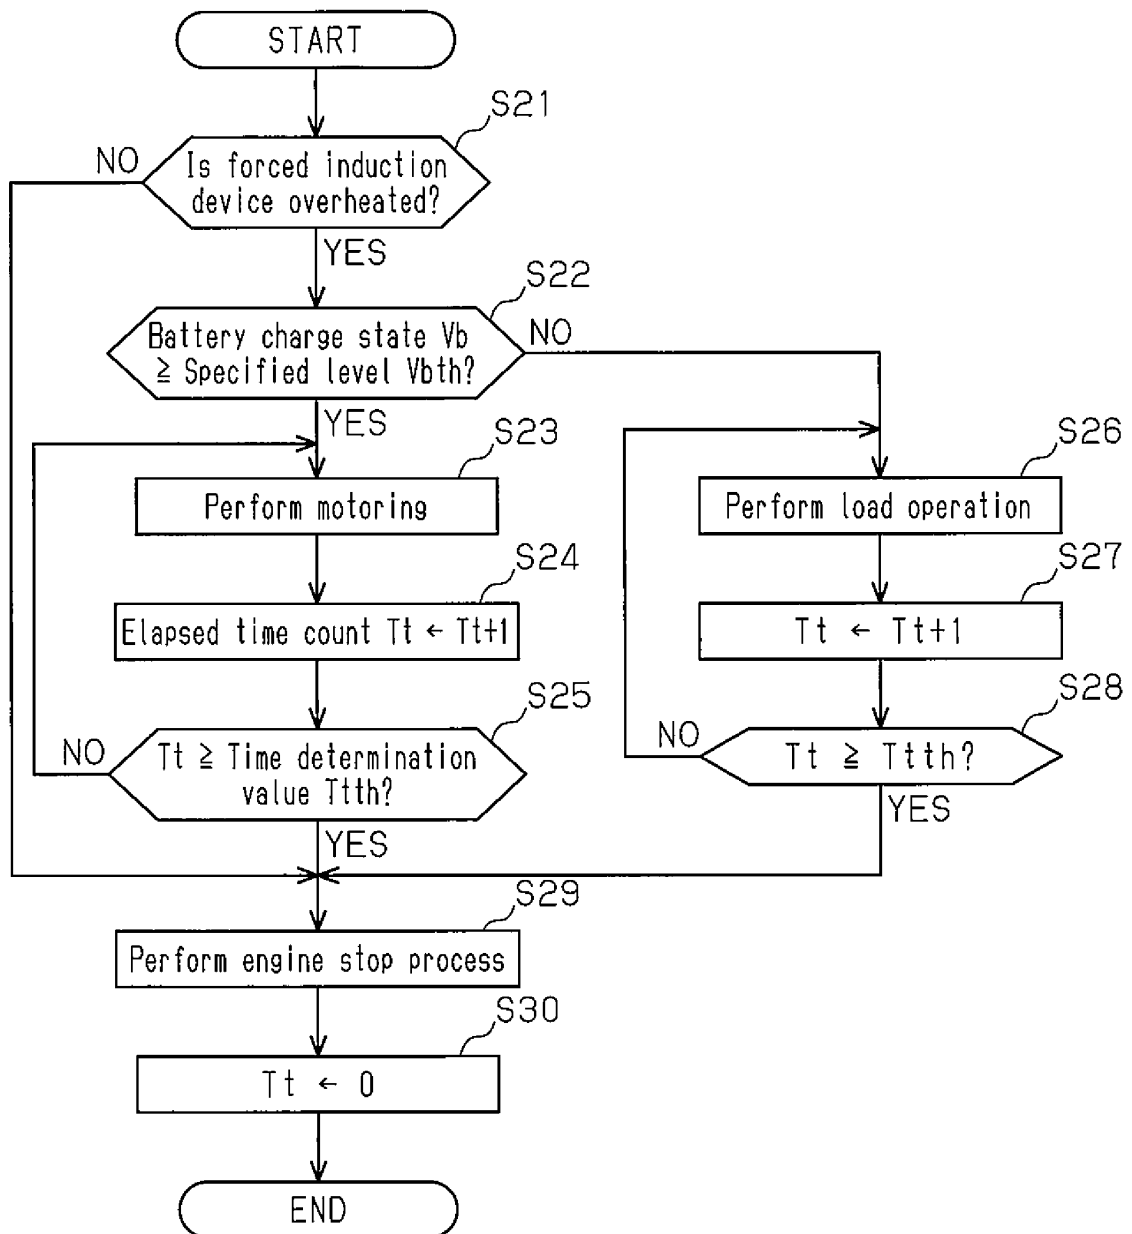 START
S21
NO
Is forced induction
device overheated?
YES
S22
Battery charge state Vb
≧ Specified level Vbth?
NO
YES
S23
Perform motoring
S24
Elapsed time count Tt ← Tt+1
S25
NO
Tt ≧ Time determination
value Ttth?
YES
S26
Perform load operation
S27
Tt ← Tt+1
S28
NO
Tt ≧ Ttth?
YES
S29
Perform engine stop process
S30
Tt ← 0
END